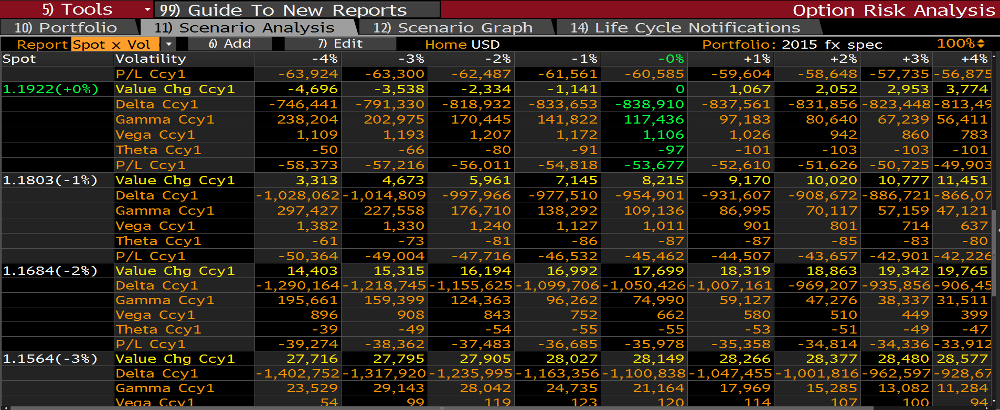 5) Tools 99) Guide To New Reports Option Risk Analysis
10) Portfolio 11) Scenario Analysis 12) Scenario Graph 14) Life Cycle Notifications
Report Spot x Vol 6) Add 7) Edit Home USD Portfolio: 2015 fx spec 100%
Spot Volatility -4% -3% -2% -1% -0% +1% +2% +3% +4%
P/L Ccy1 -63,924 -63,300 -62,487 -61,561 -60,585 -59,604 -58,648 -57,735 -56,875
1.1922(+0%) Value Chg Ccy1 -4,696 -3,538 -2,334 -1,141 0 1,067 2,052 2,953 3,774
Delta Ccy1 -746,441 -791,330 -818,932 -833,653 -838,910 -837,561 -831,856 -823,448 -813,49
Gamma Ccy1 238,204 202,975 170,445 141,822 117,436 97,183 80,640 67,239 56,411
Vega Ccy1 1,109 1,193 1,207 1,172 1,106 1,026 942 860 783
Theta Ccy1 -50 -66 -80 -91 -97 -101 -103 -103 -101
P/L Ccy1 -58,373 -57,216 -56,011 -54,818 -53,677 -52,610 -51,626 -50,725 -49,903
1.1803(-1%) Value Chg Ccy1 3,313 4,673 5,961 7,145 8,215 9,170 10,020 10,777 11,451
Delta Ccy1 -1,028,062 -1,014,809 -997,966 -977,510 -954,901 -931,607 -908,672 -886,721 -866,07
Gamma Ccy1 297,427 227,558 176,710 138,292 109,136 86,995 70,117 57,159 47,121
Vega Ccy1 1,382 1,330 1,240 1,127 1,011 901 801 714 637
Theta Ccy1 -61 -73 -81 -86 -87 -87 -85 -83 -80
P/L Ccy1 -50,364 -49,004 -47,716 -46,532 -45,462 -44,507 -43,657 -42,901 -42,226
1.1684(-2%) Value Chg Ccy1 14,403 15,315 16,194 16,992 17,699 18,319 18,863 19,342 19,765
Delta Ccy1 -1,290,164 -1,218,745 -1,155,625 -1,099,706 -1,050,426 -1,007,161 -969,207 -935,856 -906,45
Gamma Ccy1 195,661 159,399 124,363 96,262 74,990 59,127 47,276 38,337 31,511
Vega Ccy1 896 908 843 752 662 580 510 449 399
Theta Ccy1 -39 -49 -54 -55 -55 -53 -51 -49 -47
P/L Ccy1 -39,274 -38,362 -37,483 -36,685 -35,978 -35,358 -34,814 -34,336 -33,912
1.1564(-3%) Value Chg Ccy1 27,716 27,795 27,905 28,027 28,149 28,266 28,377 28,480 28,577
Delta Ccy1 -1,402,752 -1,317,920 -1,235,995 -1,163,356 -1,100,838 -1,047,455 -1,001,816 -962,597 -928,67
Gamma Ccy1 23,529 29,143 28,042 24,735 21,164 17,969 15,285 13,082 11,284
Vega Ccy1 54 99 119 123 120 114 107 100 94